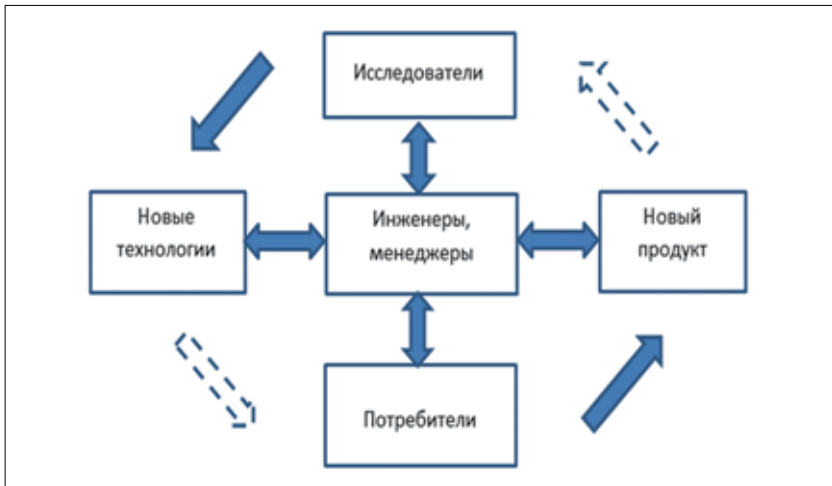 Исследователи
Новые
технологии
Инженеры,
менеджеры
Новый
продукт
Потребители